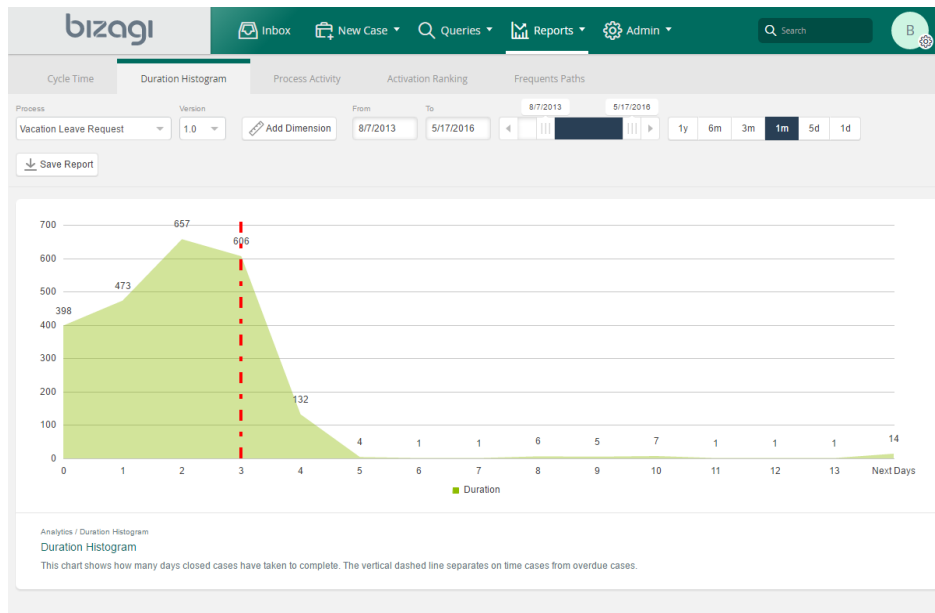 bizagi
Inbox New Case Queries Reports Admin Search B
Cycle Time Duration Histogram Process Activity Activation Ranking Frequents Paths
Process Version From To 8/7/2013 5/17/2016
Vacation Leave Request 1.0 Add Dimension 8/7/2013 5/17/2016 1y 6m 3m 1m 5d 1d
Save Report
700
657
606
600
500
473
398
400
300
200
132
100
4 1 1 6 5 7 1 1 1 14
0
0 1 2 3 4 5 6 7 8 9 10 11 12 13 Next Days
Duration
Analytics / Duration Histogram
Duration Histogram
This chart shows how many days closed cases have taken to complete. The vertical dashed line separates on time cases from overdue cases.